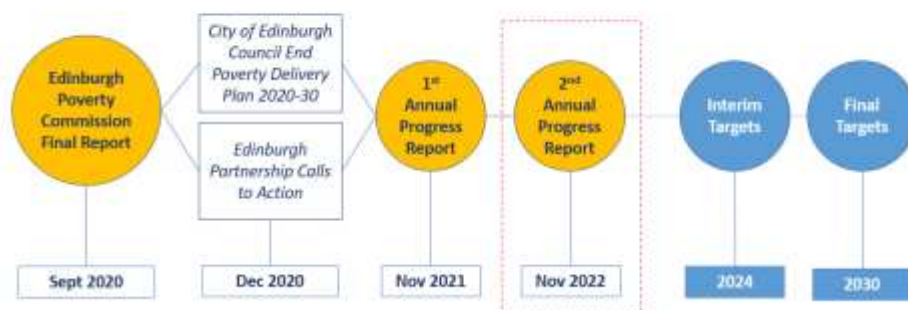 Edinburgh
Poverty
Commission
Final Report
City of Edinburgh
Council End
Poverty Delivery
Plan 2020-30
Edinburgh
Partnership Calls
to Action
1st
Annual
Progress
Report
2nd
Annual
Progress
Report
Interim
Targets
Final
Targets
Sept 2020
Dec 2020
Nov 2021
Nov 2022
2024
2030